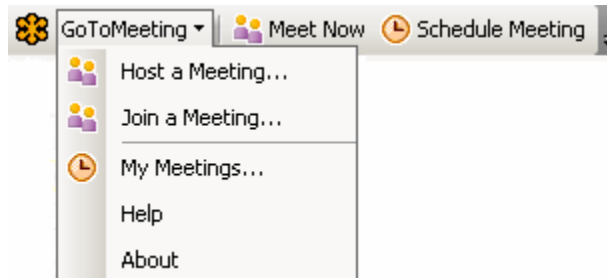 GoToMeeting Meet Now Schedule Meeting
Host a Meeting...
Join a Meeting...
My Meetings...
Help
About